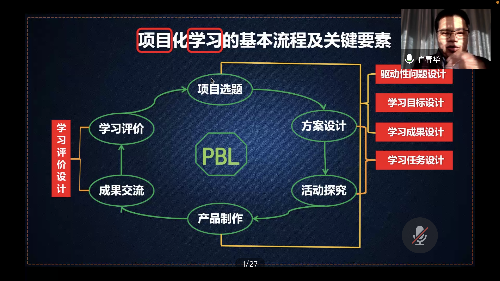 项目化学习的基本流程及关键要素
项目选题
方案设计
活动探究
产品制作
成果交流
学习评价
PBL
学习评价设计
驱动性问题设计
学习目标设计
学习成果设计
学习任务设计
1/27